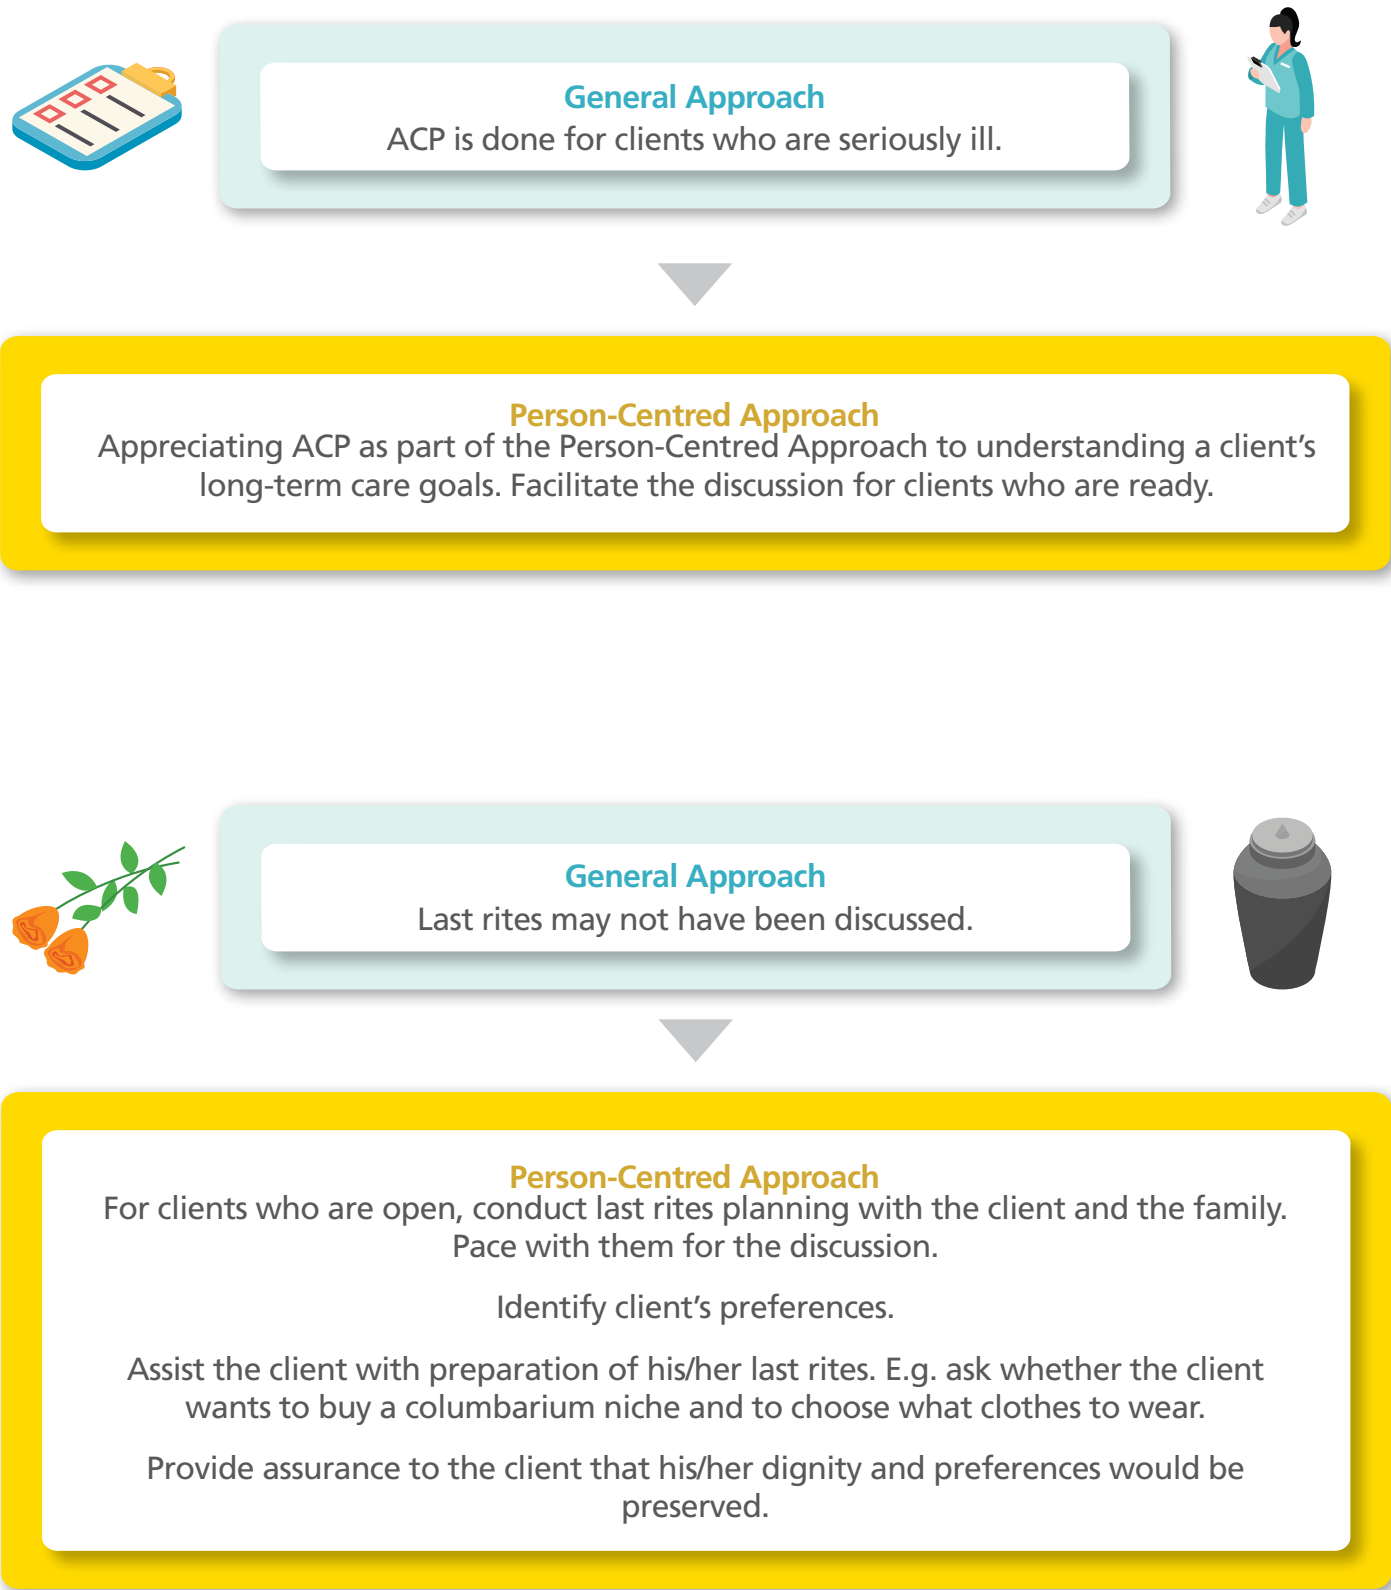 General Approach
ACP is done for clients who are seriously ill.
Person-Centred Approach
Appreciating ACP as part of the Person-Centred Approach to understanding a client’s
long-term care goals. Facilitate the discussion for clients who are ready.
General Approach
Last rites may not have been discussed.
Person-Centred Approach
For clients who are open, conduct last rites planning with the client and the family.
Pace with them for the discussion.
Identify client’s preferences.
Assist the client with preparation of his/her last rites. E.g. ask whether the client
wants to buy a columbarium niche and to choose what clothes to wear.
Provide assurance to the client that his/her dignity and preferences would be
preserved.